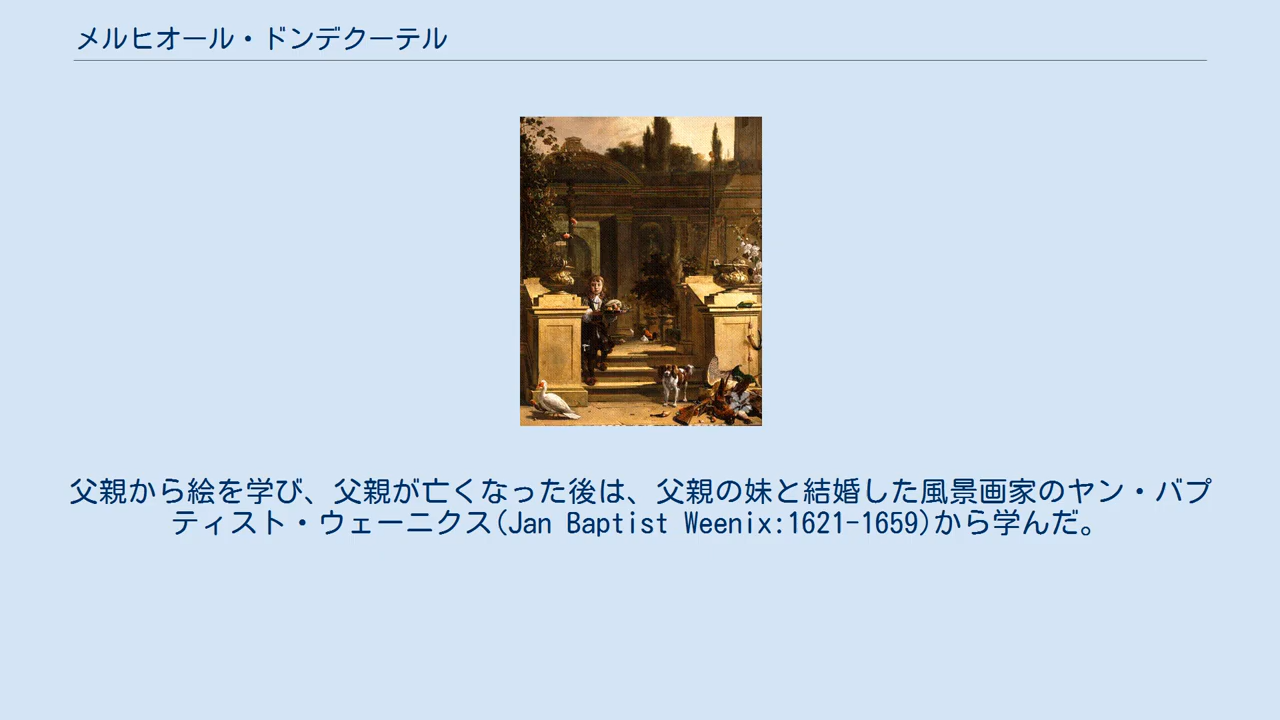 メルヒオール・ドンデクーテル
父親から絵を学び、父親が亡くなった後は、父親の妹と結婚した風景画家のヤン・バプ
ティスト・ウェーニクス(Jan Baptist Weenix:1621-1659)から学んだ。